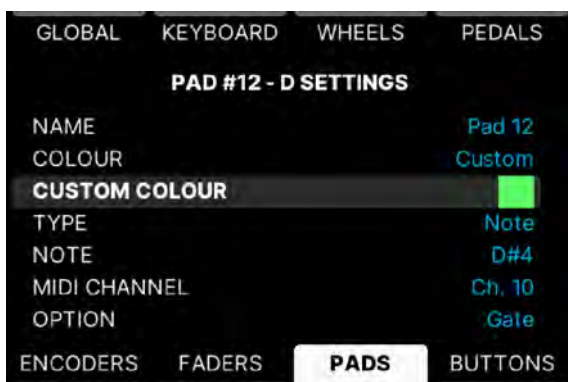 GLOBAL KEYBOARD WHEELS PEDALS
PAD #12 - D SETTINGS
NAME Pad 12
COLOUR Custom
CUSTOM COLOUR
TYPE Note
NOTE D#4
MIDI CHANNEL Ch. 10
OPTION Gate
ENCODERS FADERS PADS BUTTONS